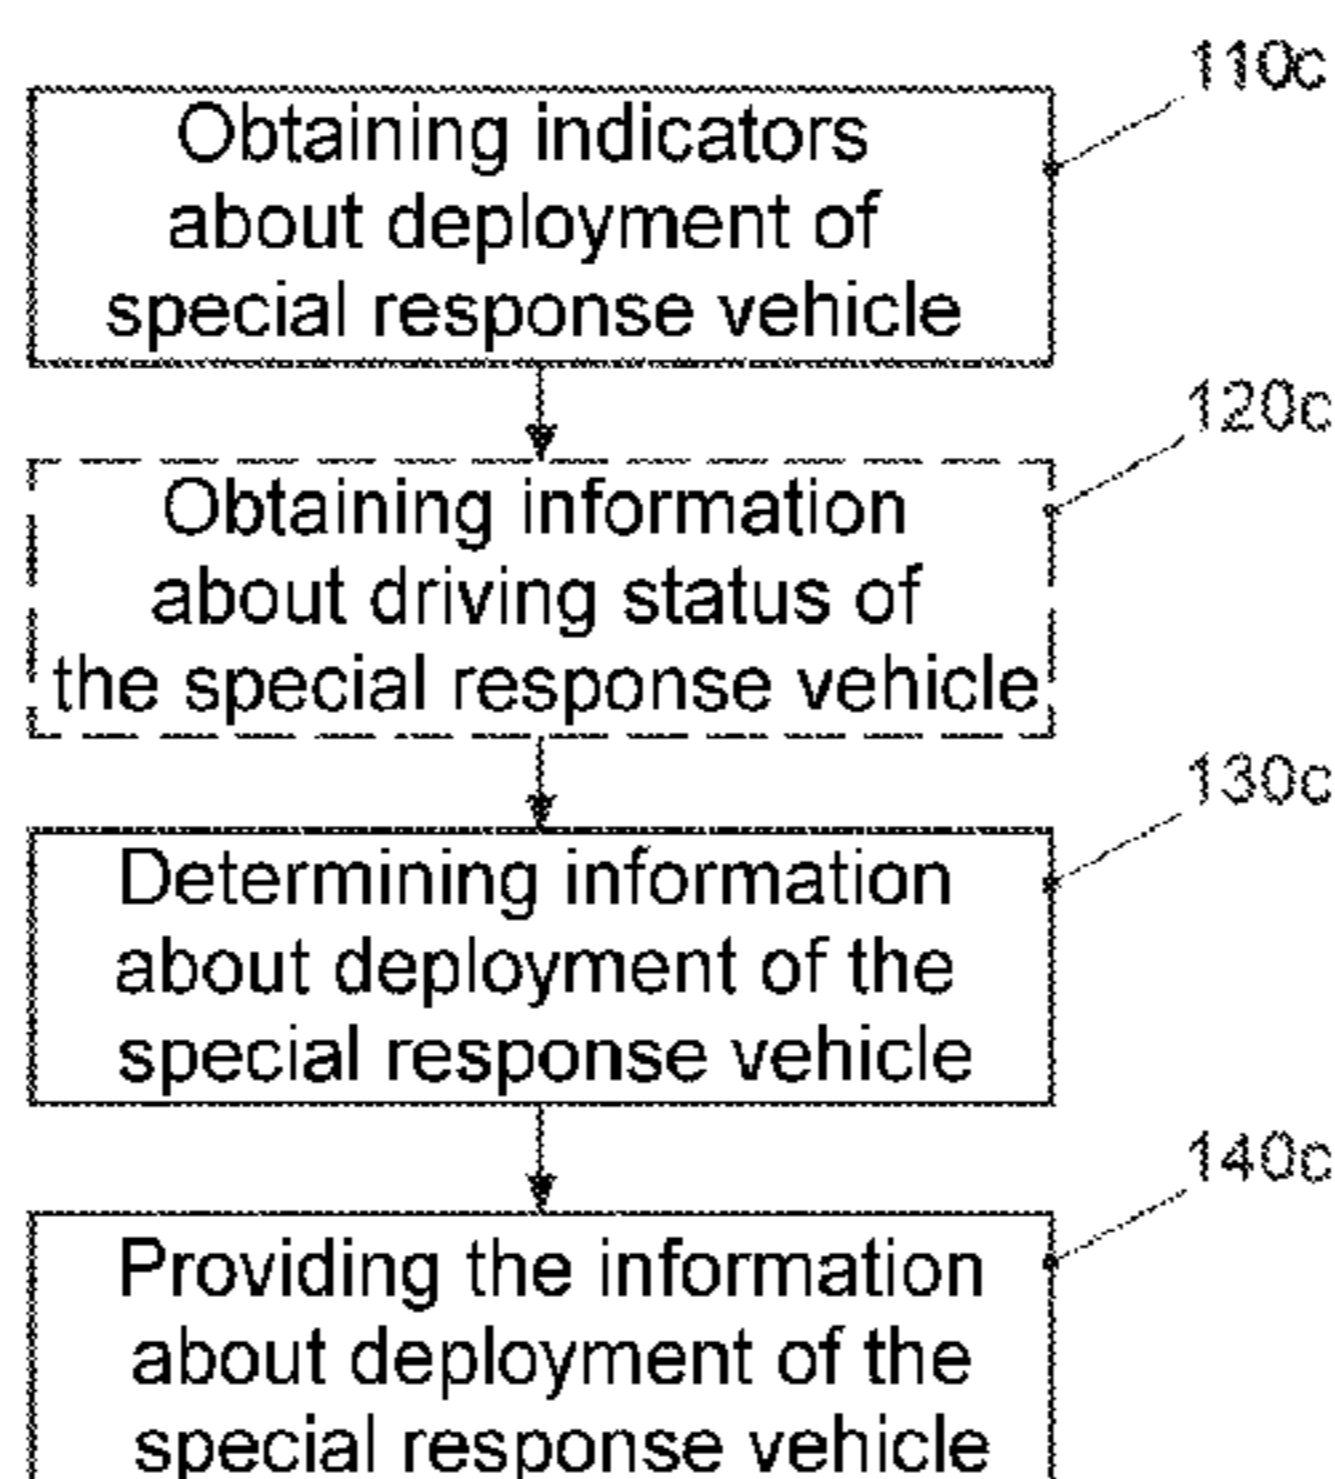 110c
Obtaining indicators
about deployment of
special response vehicle
120c
Obtaining information
about driving status of
the special response vehicle
130c
Determining information
about deployment of the
special response vehicle
140c
Providing the information
about deployment of the
special response vehicle